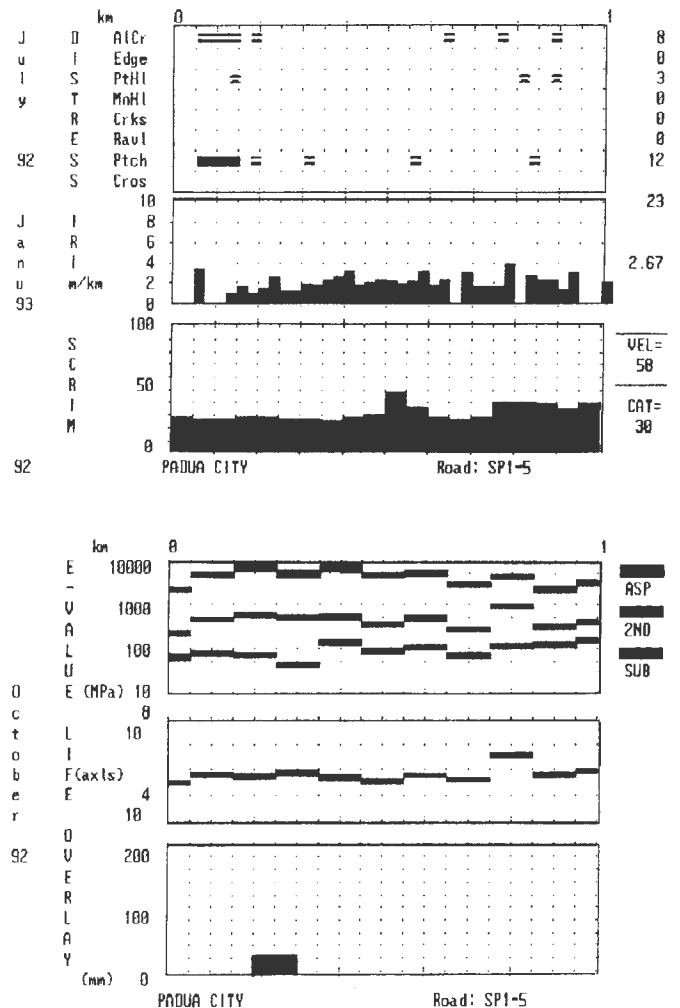 km 0 1
J D AlCr 8
u I Edge 0
l S PtHl 3
y T MnHl 0
R Crks 0
E Ravl 0
92 S Ptch 12
S Cros
10 23
J I 8
a R 6
n I 4 2.67
u m/km 2
93 0
100
S VEL=
C 50 50
R
I CAT=
M 30
0
92 PADUA CITY Road: SP1-5
km 0 1
E 10000
- ASP
V 1000
A 2ND
L 100
U SUB
E (MPa) 10
O
c 8
t L 10
o I
b F(axls)
e E 4
r 10
O
92 V 200
E
R
L 100
A
Y
(mm) 0
PADUA CITY Road: SP1-5